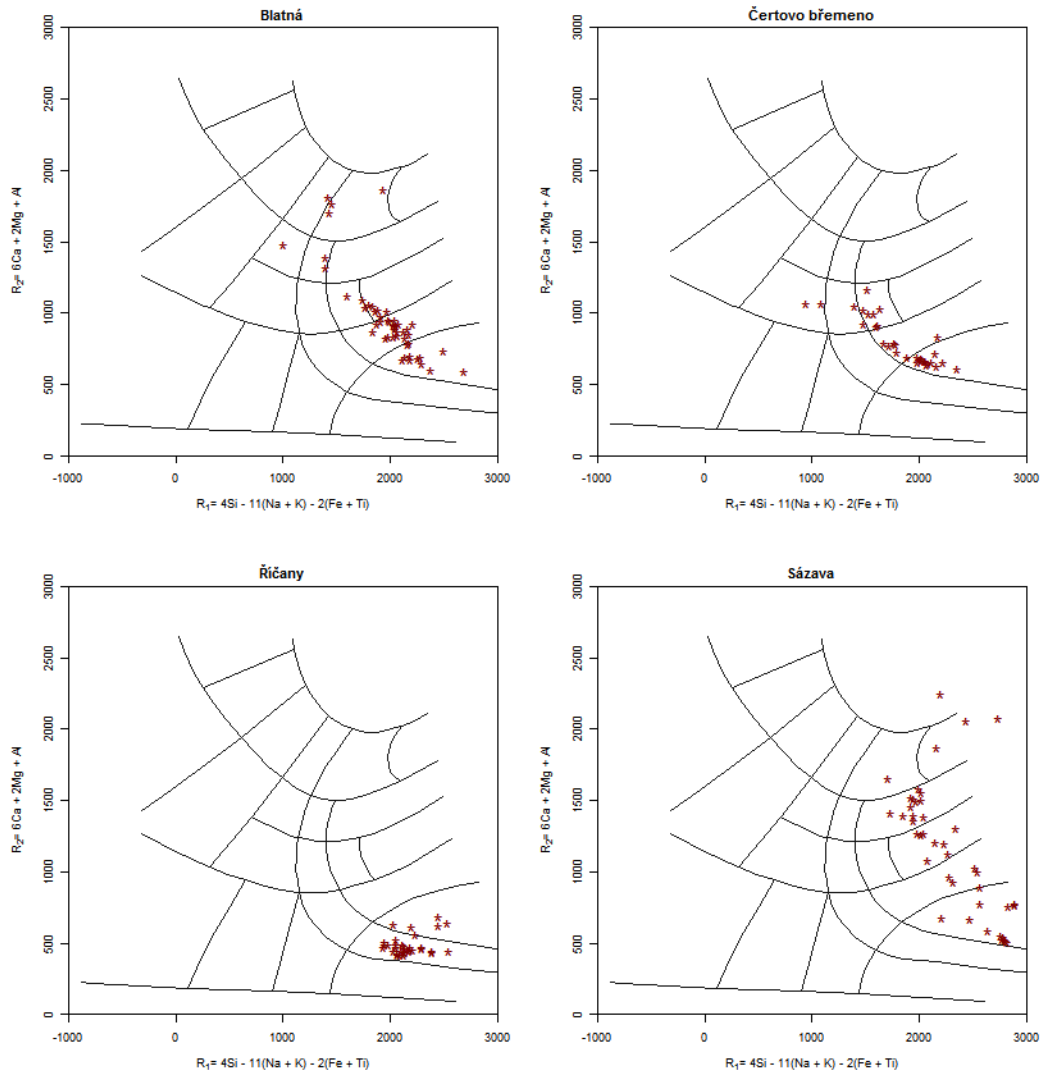 Blatná
3000
2500
2000
1500
1000
500
0
R₂= 6Ca + 2Mg + Al
-1000 0 1000 2000 3000
R₁= 4Si - 11(Na + K) - 2(Fe + Ti)
Čertovo břemeno
3000
2500
2000
1500
1000
500
0
R₂= 6Ca + 2Mg + Al
-1000 0 1000 2000 3000
R₁= 4Si - 11(Na + K) - 2(Fe + Ti)
Říčany
3000
2500
2000
1500
1000
500
0
R₂= 6Ca + 2Mg + Al
-1000 0 1000 2000 3000
R₁= 4Si - 11(Na + K) - 2(Fe + Ti)
Sázava
3000
2500
2000
1500
1000
500
0
R₂= 6Ca + 2Mg + Al
-1000 0 1000 2000 3000
R₁= 4Si - 11(Na + K) - 2(Fe + Ti)